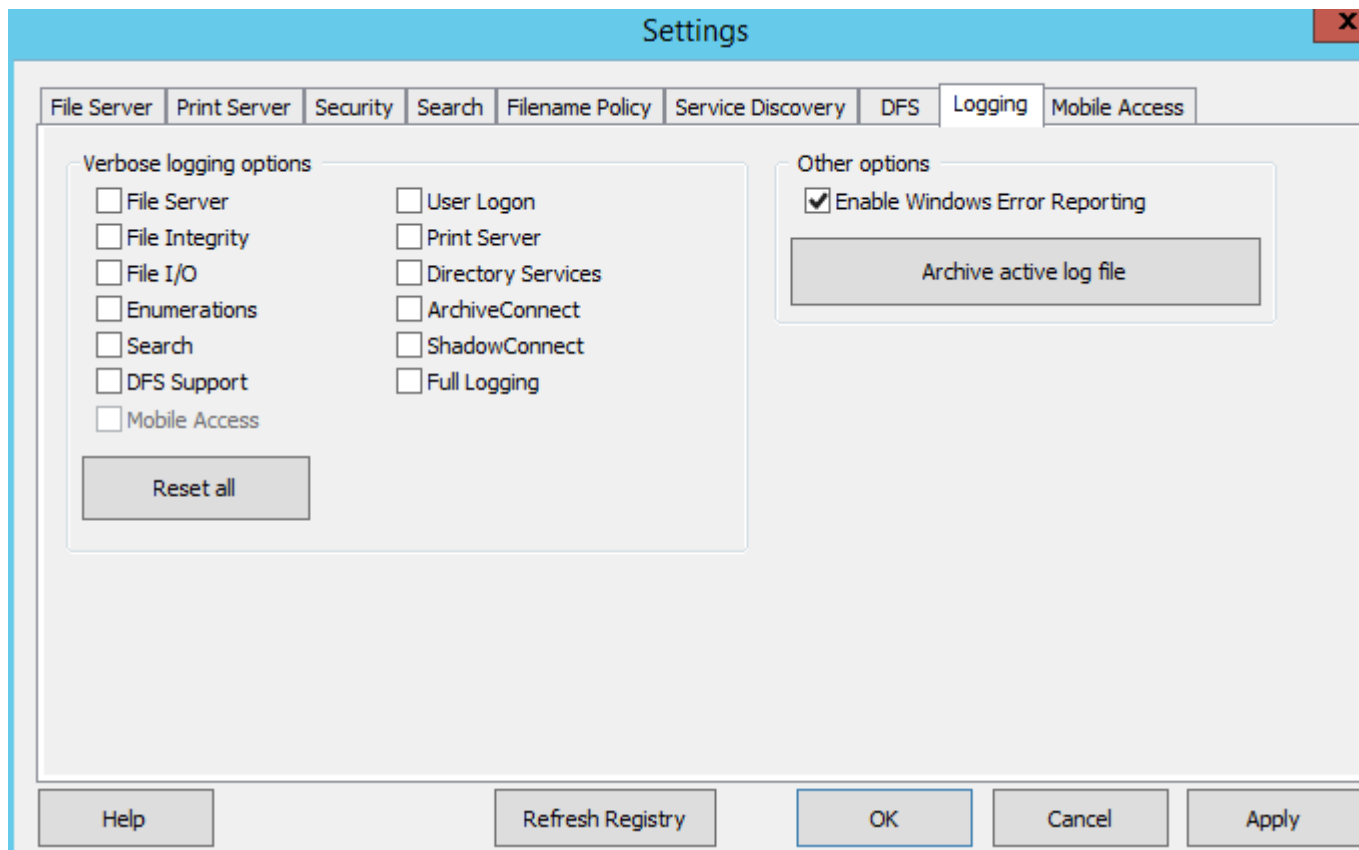 Settings
X
File Server Print Server Security Search Filename Policy Service Discovery DFS Logging Mobile Access
Verbose logging options
File Server
File Integrity
File I/O
Enumerations
Search
DFS Support
Mobile Access
User Logon
Print Server
Directory Services
ArchiveConnect
ShadowConnect
Full Logging
Reset all
Other options
Enable Windows Error Reporting
Archive active log file
Help Refresh Registry OK Cancel Apply